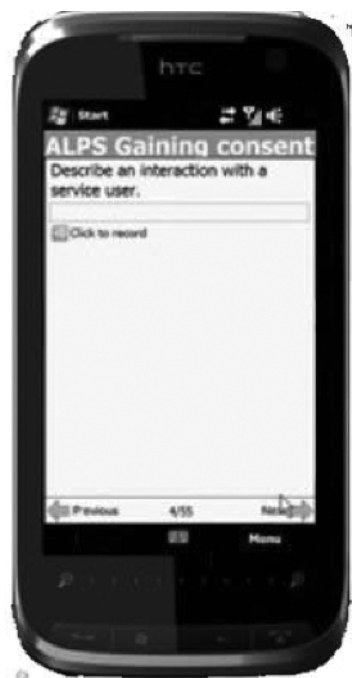 hTC
Start
ALPS Gaining consent
Describe an interaction with a
service user.
Click to record
Previous 4/55 Next
Menu